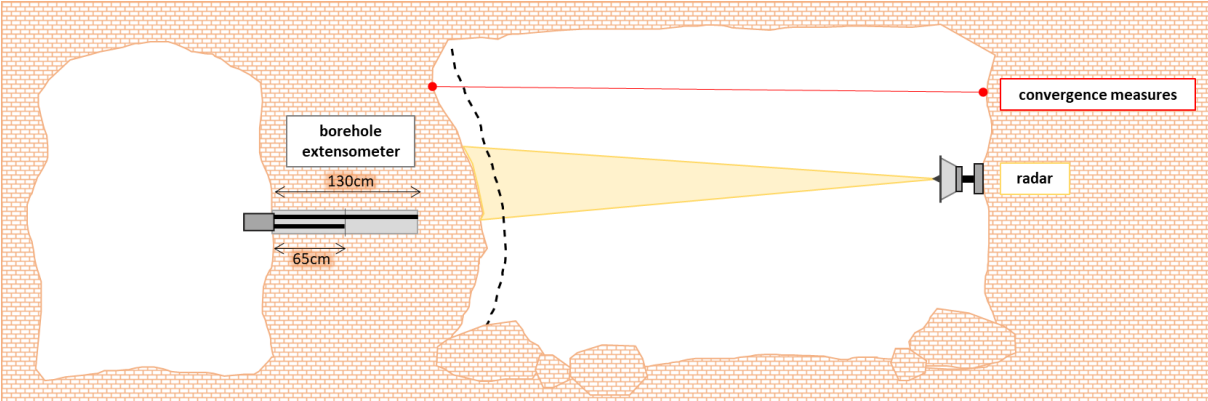 borehole
extensometer
130cm
65cm
convergence measures
radar